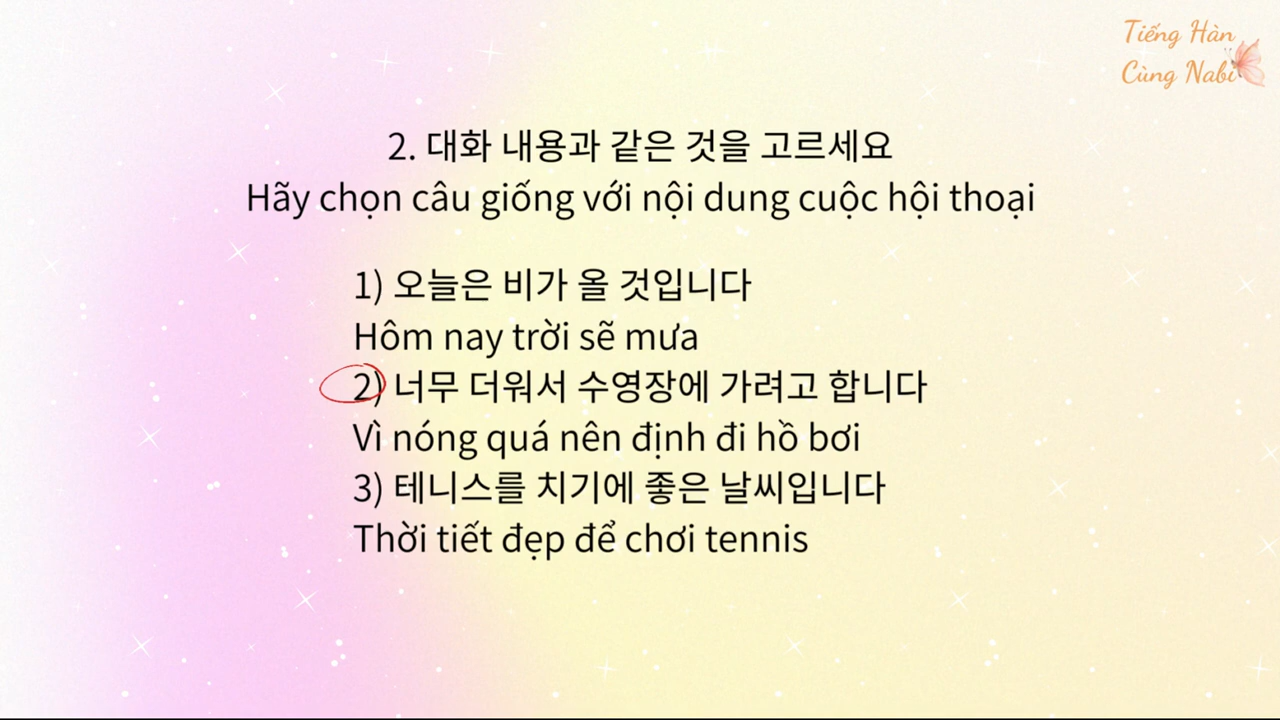 Tiếng Hàn
Cùng Nabi
2. 대화 내용과 같은 것을 고르세요
Hãy chọn câu giống với nội dung cuộc hội thoại
1) 오늘은 비가 올 것입니다
Hôm nay trời sẽ mưa
2) 너무 더워서 수영장에 가려고 합니다
Vì nóng quá nên định đi hồ bơi
3) 테니스를 치기에 좋은 날씨입니다
Thời tiết đẹp để chơi tennis